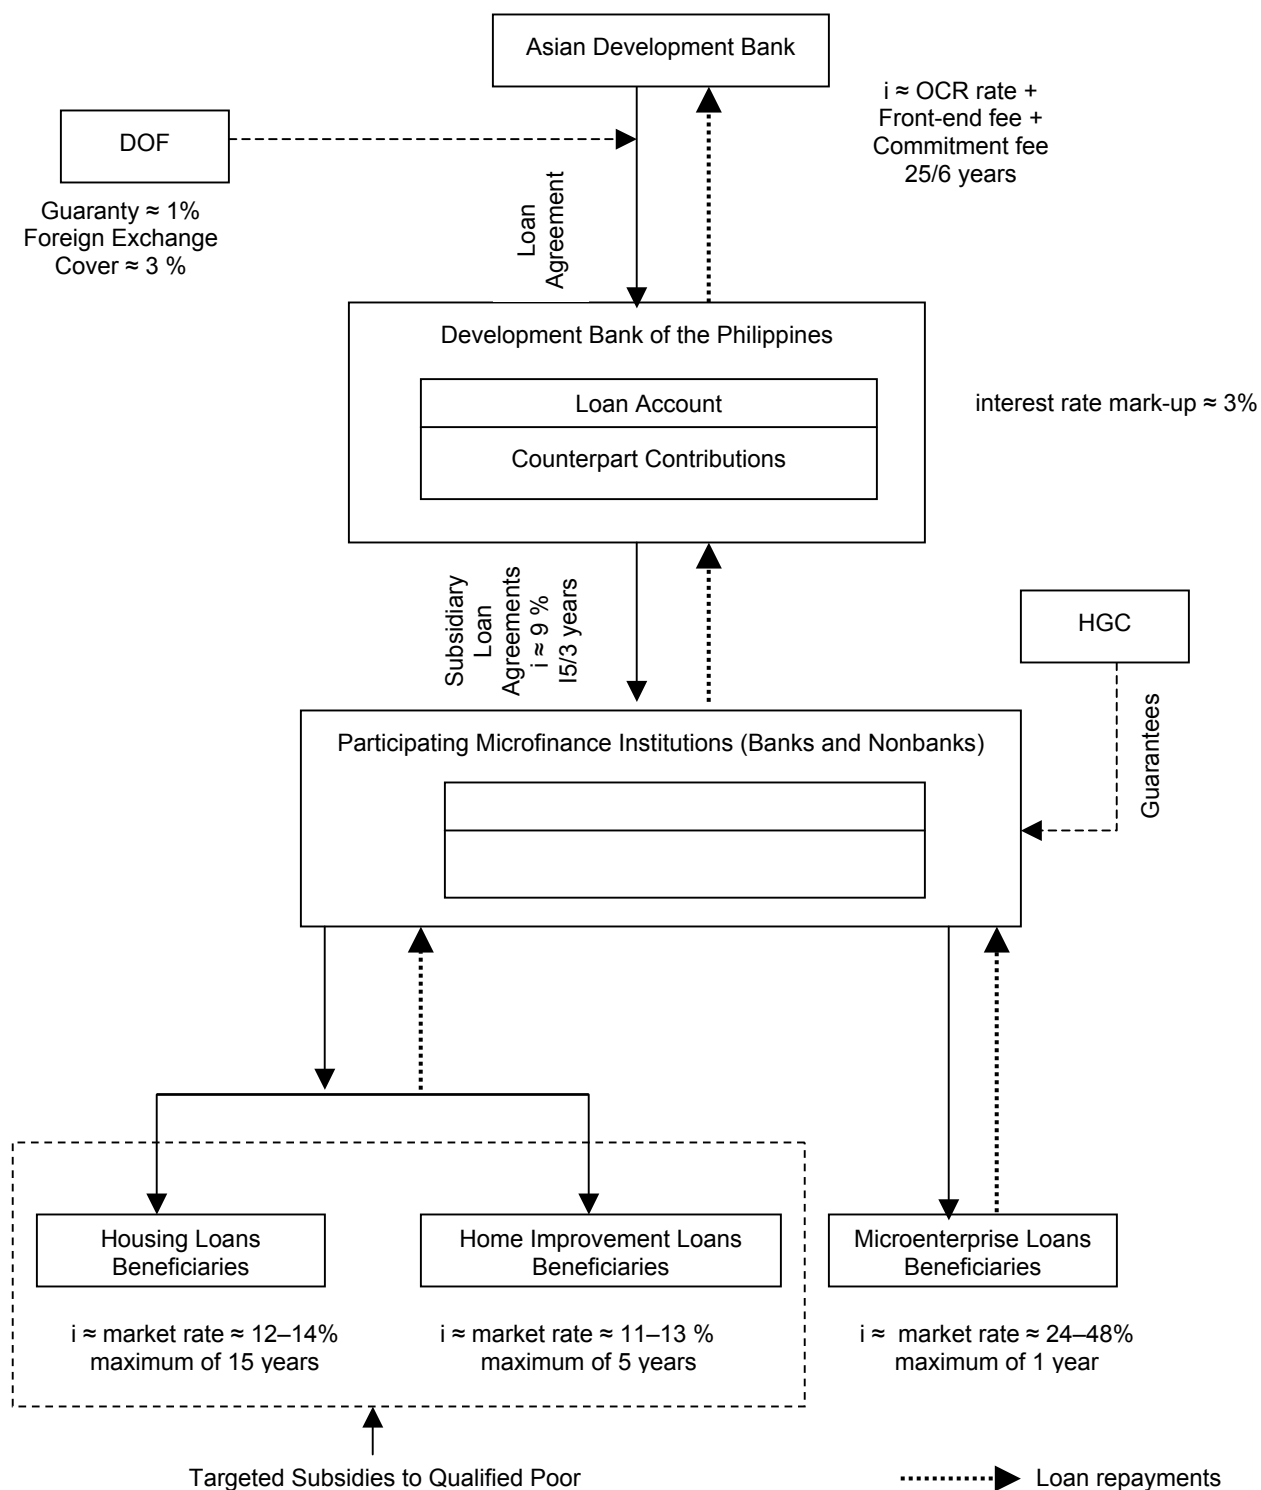 Asian Development Bank
i ≈ OCR rate +
Front-end fee +
Commitment fee
25/6 years
DOF
Guaranty ≈ 1%
Foreign Exchange
Cover ≈ 3 %
Loan
Agreement
Development Bank of the Philippines
Loan Account
Counterpart Contributions
interest rate mark-up ≈ 3%
Subsidiary
Loan
Agreements
i ≈ 9 %
I5/3 years
HGC
Guarantees
Participating Microfinance Institutions (Banks and Nonbanks)
Housing Loans
Beneficiaries
i ≈ market rate ≈ 12–14%
maximum of 15 years
Home Improvement Loans
Beneficiaries
i ≈ market rate ≈ 11–13 %
maximum of 5 years
Microenterprise Loans
Beneficiaries
i ≈ market rate ≈ 24–48%
maximum of 1 year
Targeted Subsidies to Qualified Poor
Loan repayments